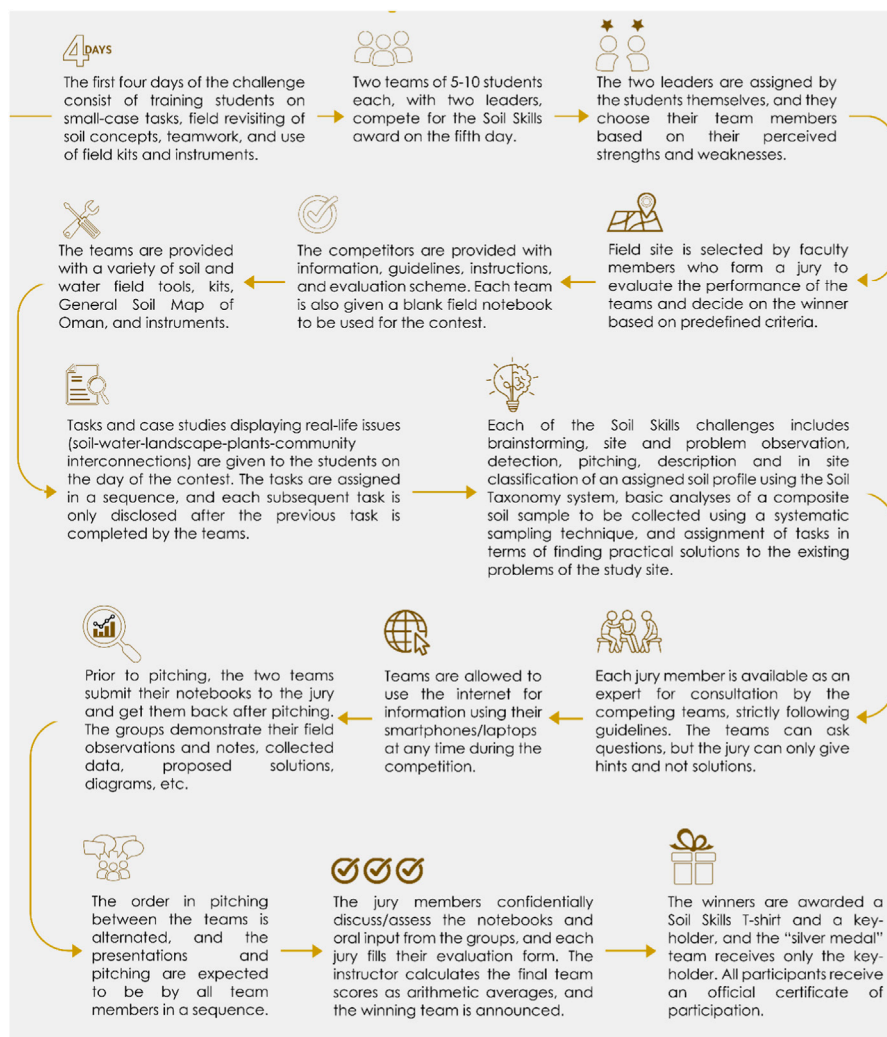 4 DAYS
The first four days of the challenge
consist of training students on
small-case tasks, field revisiting of
soil concepts, teamwork, and use
of field kits and instruments.
Two teams of 5-10 students
each, with two leaders,
compete for the Soil Skills
award on the fifth day.
The two leaders are assigned by
the students themselves, and they
choose their team members
based on their perceived
strengths and weaknesses.
Field site is selected by faculty
members who form a jury to
evaluate the performance of the
teams and decide on the winner
based on predefined criteria.
The competitors are provided with
information, guidelines, instructions,
and evaluation scheme. Each team
is also given a blank field notebook
to be used for the contest.
The teams are provided
with a variety of soil and
water field tools, kits,
General Soil Map of
Oman, and instruments.
Tasks and case studies displaying real-life issues
(soil-water-landscape-plants-community
interconnections) are given to the students on
the day of the contest. The tasks are assigned
in a sequence, and each subsequent task is
only disclosed after the previous task is
completed by the teams.
Each of the Soil Skills challenges includes
brainstorming, site and problem observation,
detection, pitching, description and in site
classification of an assigned soil profile using the Soil
Taxonomy system, basic analyses of a composite
soil sample to be collected using a systematic
sampling technique, and assignment of tasks in
terms of finding practical solutions to the existing
problems of the study site.
Each jury member is available as an
expert for consultation by the
competing teams, strictly following
guidelines. The teams can ask
questions, but the jury can only give
hints and not solutions.
Teams are allowed to
use the internet for
information using their
smartphones/laptops
at any time during the
competition.
Prior to pitching, the two teams
submit their notebooks to the jury
and get them back after pitching.
The groups demonstrate their field
observations and notes, collected
data, proposed solutions,
diagrams, etc.
The order in pitching
between the teams is
alternated, and the
presentations and
pitching are expected
to be by all team
members in a sequence.
The jury members confidentially
discuss/assess the notebooks and
oral input from the groups, and each
jury fills their evaluation form. The
instructor calculates the final team
scores as arithmetic averages, and
the winning team is announced.
The winners are awarded a
Soil Skills T-shirt and a key-
holder, and the “silver medal”
team receives only the key-
holder. All participants receive
an official certificate of
participation.